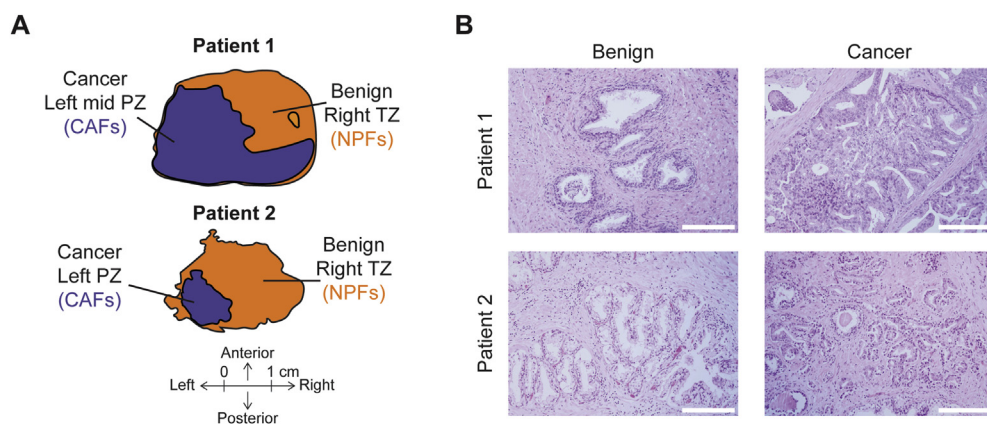 A
Patient 1
Cancer
Left mid PZ
(CAFs)
Benign
Right TZ
(NPFs)
Patient 2
Cancer
Left PZ
(CAFs)
Benign
Right TZ
(NPFs)
Anterior
0 1 cm
Left Right
Posterior
B
Benign Cancer
Patient 1
Patient 2